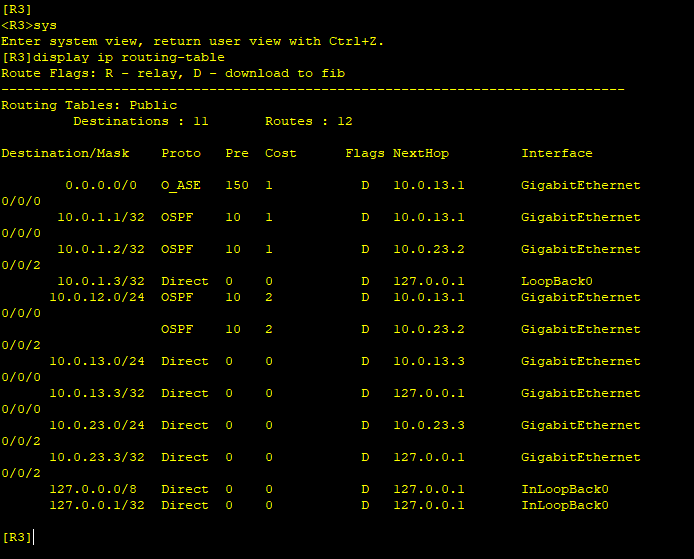 [R3]
<R3>sys
Enter system view, return user view with Ctrl+Z.
[R3]display ip routing-table
Route Flags: R - relay, D - download to fib
------------------------------------------------------------------------------
Routing Tables: Public
         Destinations : 11       Routes : 12

Destination/Mask    Proto   Pre  Cost      Flags NextHop         Interface

        0.0.0.0/0   O_ASE   150  1           D   10.0.13.1       GigabitEthernet
0/0/0
       10.0.1.1/32  OSPF    10   1           D   10.0.13.1       GigabitEthernet
0/0/0
       10.0.1.2/32  OSPF    10   1           D   10.0.23.2       GigabitEthernet
0/0/2
       10.0.1.3/32  Direct  0    0           D   127.0.0.1       LoopBack0
      10.0.12.0/24  OSPF    10   2           D   10.0.13.1       GigabitEthernet
0/0/0
                    OSPF    10   2           D   10.0.23.2       GigabitEthernet
0/0/2
      10.0.13.0/24  Direct  0    0           D   10.0.13.3       GigabitEthernet
0/0/0
      10.0.13.3/32  Direct  0    0           D   127.0.0.1       GigabitEthernet
0/0/0
      10.0.23.0/24  Direct  0    0           D   10.0.23.3       GigabitEthernet
0/0/2
      10.0.23.3/32  Direct  0    0           D   127.0.0.1       GigabitEthernet
0/0/2
      127.0.0.0/8   Direct  0    0           D   127.0.0.1       InLoopBack0
      127.0.0.1/32  Direct  0    0           D   127.0.0.1       InLoopBack0

[R3]